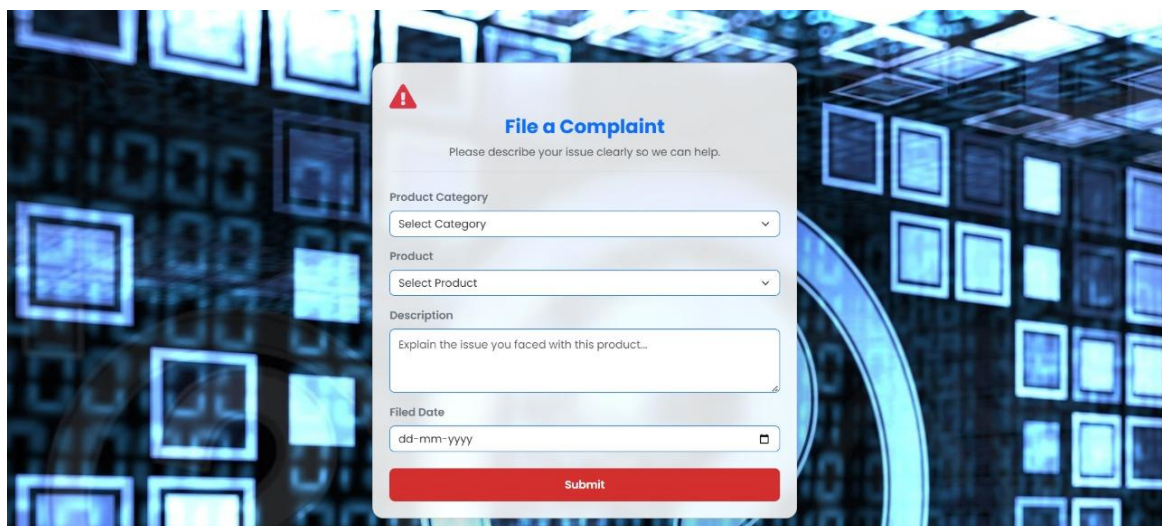 File a Complaint
Please describe your issue clearly so we can help.
Product Category
Select Category
Product
Select Product
Description
Explain the issue you faced with this product...
Filed Date
dd-mm-yyyy
Submit